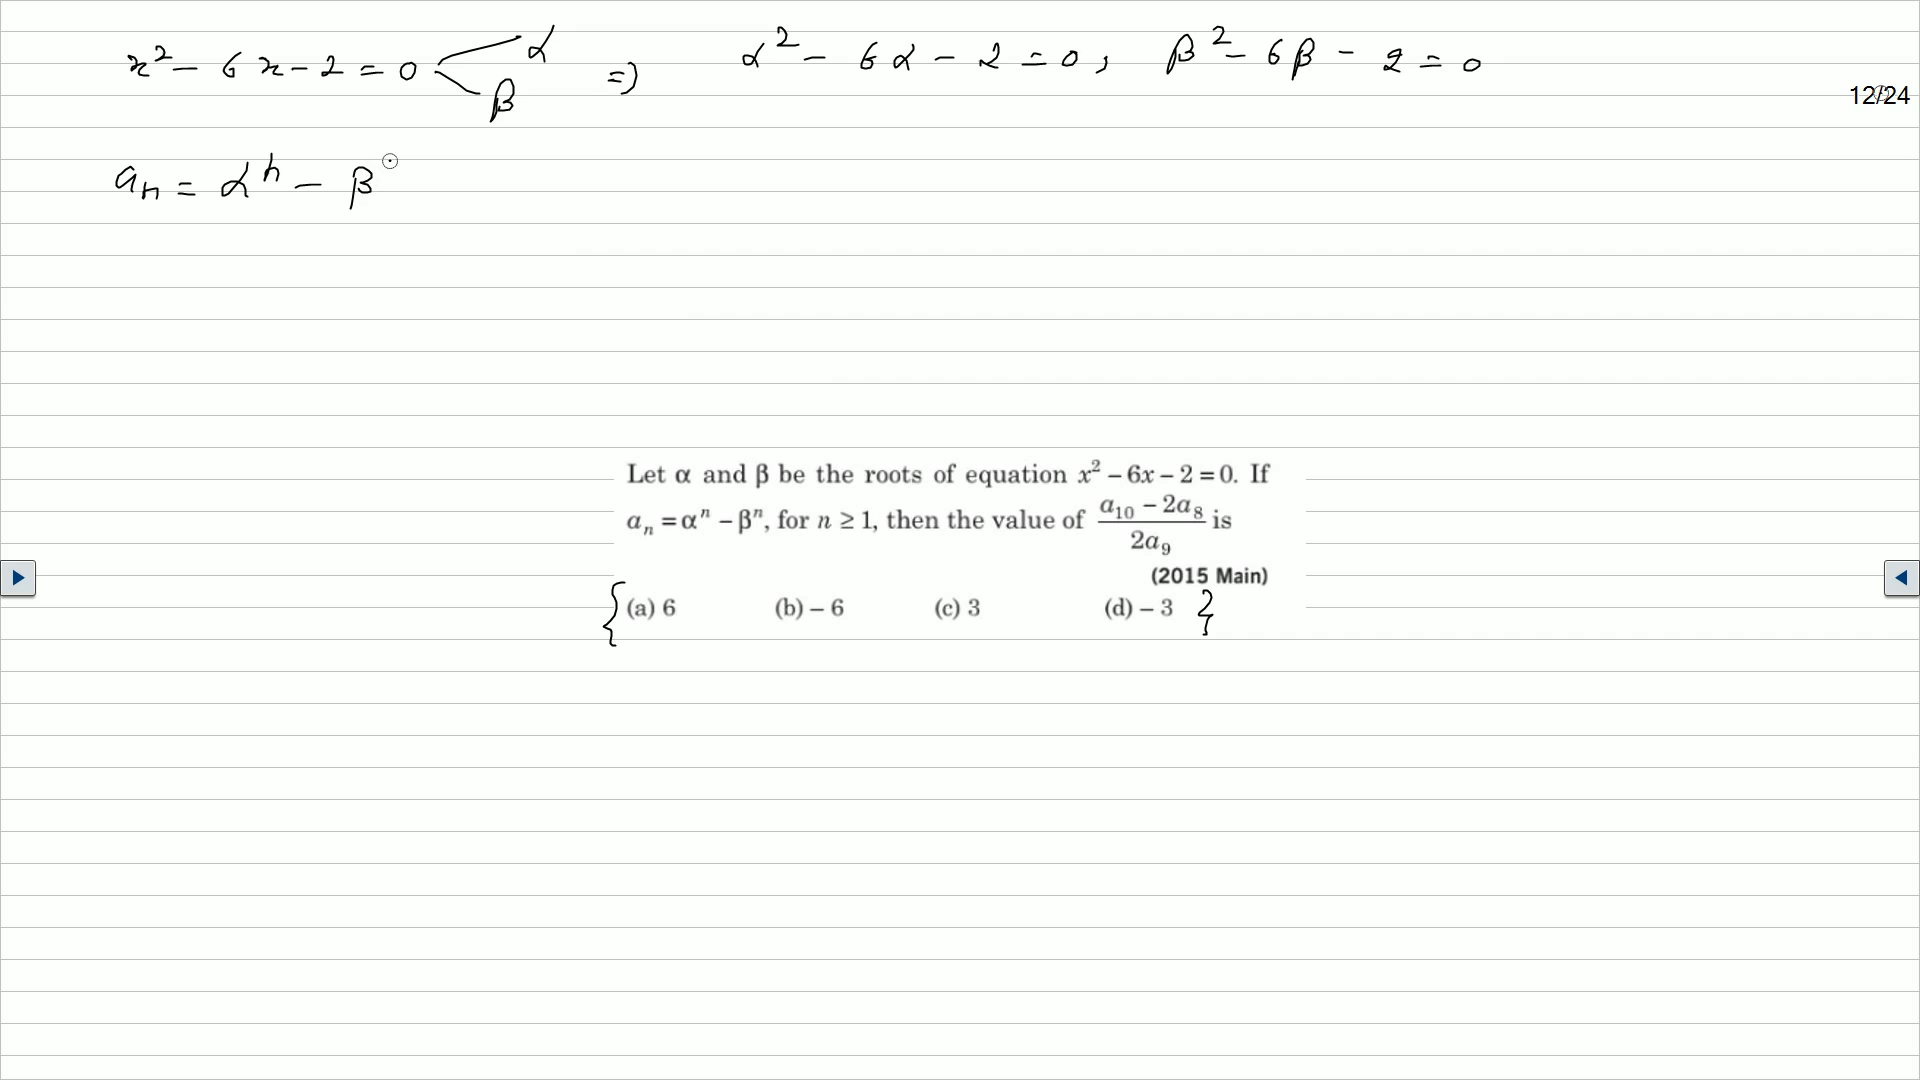 x² - 6x - 2 = 0 α β ⇒ α² - 6α - 2 = 0, β² - 6β - 2 = 0
12/24
aₙ = αⁿ - β
Let α and β be the roots of equation x² – 6x – 2 = 0. If
aₙ = αⁿ – βⁿ, for n ≥ 1, then the value of (a₁₀ – 2a₈)/(2a₉) is
(2015 Main)
{ (a) 6 (b) – 6 (c) 3 (d) – 3 }